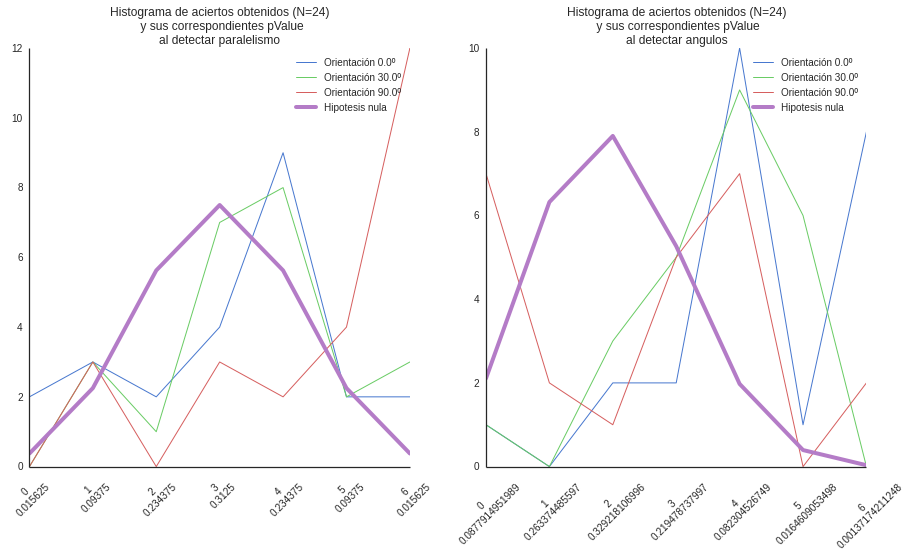 Histograma de aciertos obtenidos (N=24)
y sus correspondientes pValue
al detectar paralelismo
12
10
8
6
4
2
0
Orientación 0.0º
Orientación 30.0º
Orientación 90.0º
Hipotesis nula
0
0.015625
1
0.09375
2
0.234375
3
0.3125
4
0.234375
5
0.09375
6
0.015625
Histograma de aciertos obtenidos (N=24)
y sus correspondientes pValue
al detectar angulos
10
8
6
4
2
0
Orientación 0.0º
Orientación 30.0º
Orientación 90.0º
Hipotesis nula
0
0.0877914951989
1
0.263374485597
2
0.329218106996
3
0.219478737997
4
0.082304526749
5
0.0164609053498
6
0.00137174211248